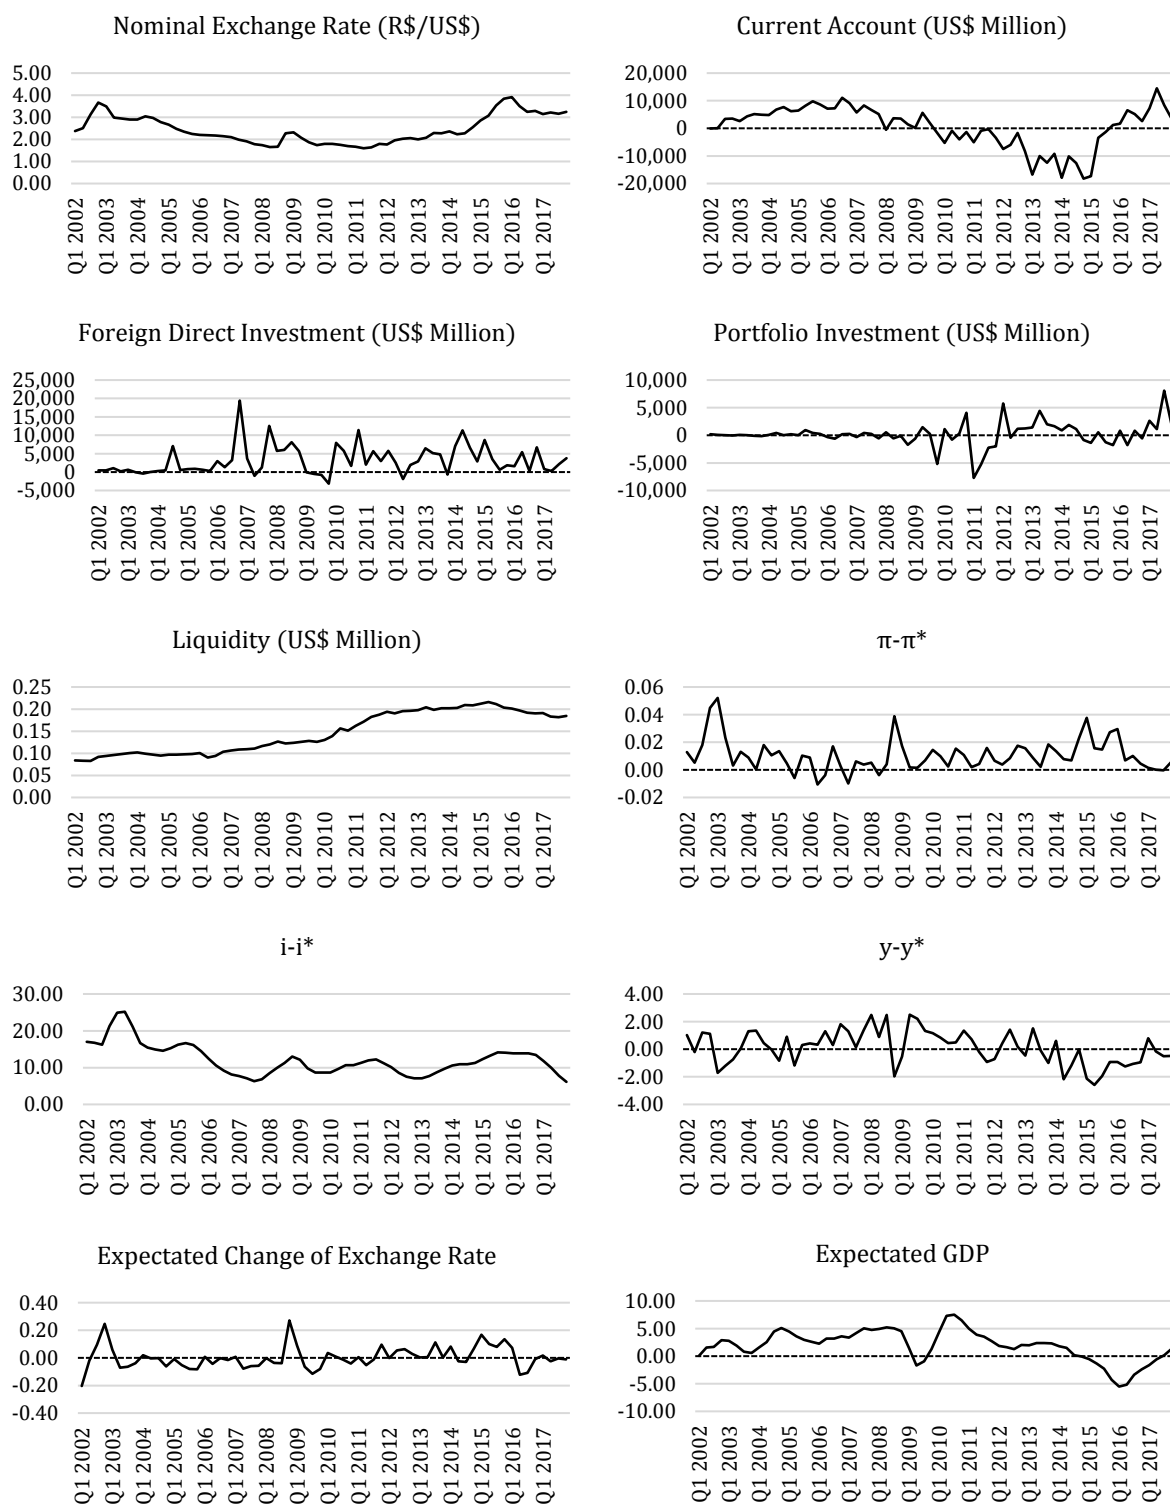 Nominal Exchange Rate (R$/US$)
5.00
4.00
3.00
2.00
1.00
0.00
Q1 2002
Q1 2003
Q1 2004
Q1 2005
Q1 2006
Q1 2007
Q1 2008
Q1 2009
Q1 2010
Q1 2011
Q1 2012
Q1 2013
Q1 2014
Q1 2015
Q1 2016
Q1 2017
Current Account (US$ Million)
20,000
10,000
0
-10,000
-20,000
Q1 2002
Q1 2003
Q1 2004
Q1 2005
Q1 2006
Q1 2007
Q1 2008
Q1 2009
Q1 2010
Q1 2011
Q1 2012
Q1 2013
Q1 2014
Q1 2015
Q1 2016
Q1 2017
Foreign Direct Investment (US$ Million)
25,000
20,000
15,000
10,000
5,000
0
-5,000
Q1 2002
Q1 2003
Q1 2004
Q1 2005
Q1 2006
Q1 2007
Q1 2008
Q1 2009
Q1 2010
Q1 2011
Q1 2012
Q1 2013
Q1 2014
Q1 2015
Q1 2016
Q1 2017
Portfolio Investment (US$ Million)
10,000
5,000
0
-5,000
-10,000
Q1 2002
Q1 2003
Q1 2004
Q1 2005
Q1 2006
Q1 2007
Q1 2008
Q1 2009
Q1 2010
Q1 2011
Q1 2012
Q1 2013
Q1 2014
Q1 2015
Q1 2016
Q1 2017
Liquidity (US$ Million)
0.25
0.20
0.15
0.10
0.05
0.00
Q1 2002
Q1 2003
Q1 2004
Q1 2005
Q1 2006
Q1 2007
Q1 2008
Q1 2009
Q1 2010
Q1 2011
Q1 2012
Q1 2013
Q1 2014
Q1 2015
Q1 2016
Q1 2017
π-π*
0.06
0.04
0.02
0.00
-0.02
Q1 2002
Q1 2003
Q1 2004
Q1 2005
Q1 2006
Q1 2007
Q1 2008
Q1 2009
Q1 2010
Q1 2011
Q1 2012
Q1 2013
Q1 2014
Q1 2015
Q1 2016
Q1 2017
i-i*
30.00
20.00
10.00
0.00
Q1 2002
Q1 2003
Q1 2004
Q1 2005
Q1 2006
Q1 2007
Q1 2008
Q1 2009
Q1 2010
Q1 2011
Q1 2012
Q1 2013
Q1 2014
Q1 2015
Q1 2016
Q1 2017
y-y*
4.00
2.00
0.00
-2.00
-4.00
Q1 2002
Q1 2003
Q1 2004
Q1 2005
Q1 2006
Q1 2007
Q1 2008
Q1 2009
Q1 2010
Q1 2011
Q1 2012
Q1 2013
Q1 2014
Q1 2015
Q1 2016
Q1 2017
Expectated Change of Exchange Rate
0.40
0.20
0.00
-0.20
-0.40
Q1 2002
Q1 2003
Q1 2004
Q1 2005
Q1 2006
Q1 2007
Q1 2008
Q1 2009
Q1 2010
Q1 2011
Q1 2012
Q1 2013
Q1 2014
Q1 2015
Q1 2016
Q1 2017
Expectated GDP
10.00
5.00
0.00
-5.00
-10.00
Q1 2002
Q1 2003
Q1 2004
Q1 2005
Q1 2006
Q1 2007
Q1 2008
Q1 2009
Q1 2010
Q1 2011
Q1 2012
Q1 2013
Q1 2014
Q1 2015
Q1 2016
Q1 2017